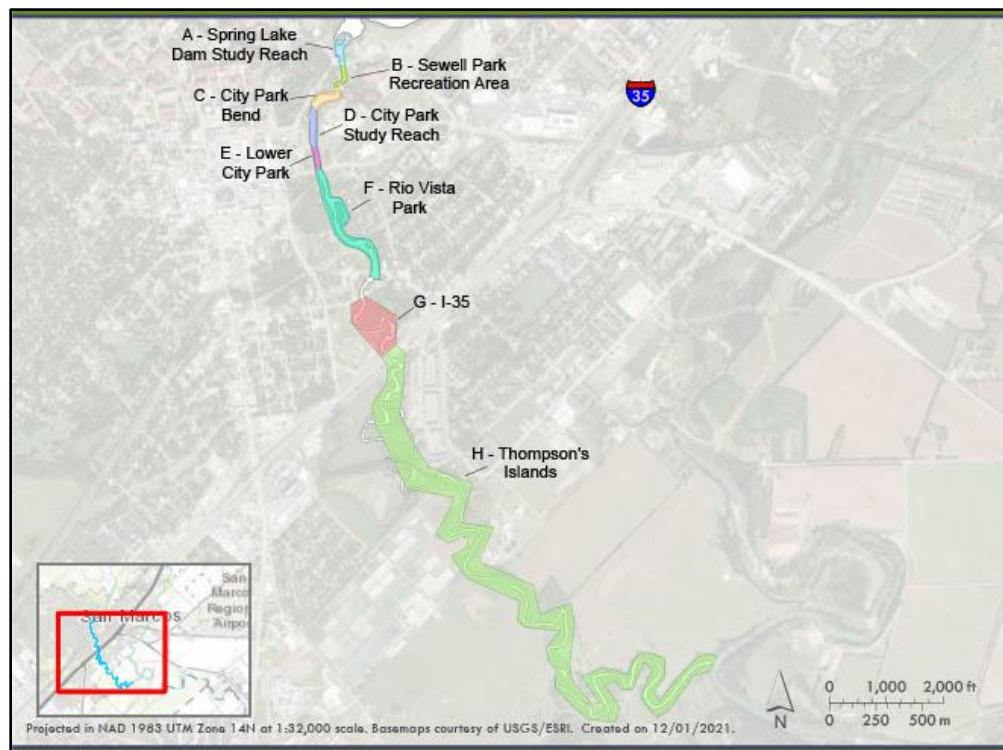 A - Spring Lake
Dam Study Reach
B - Sewell Park
Recreation Area
C - City Park
Bend
D - City Park
Study Reach
E - Lower
City Park
F - Rio Vista
Park
35
G - I-35
H - Thompson's
Islands
San
Marcos
Region
Airpo
San Marcos
N
0 1,000 2,000 ft
0 250 500 m
Projected in NAD 1983 UTM Zone 14N at 1:32,000 scale. Basemaps courtesy of USGS/ESRI. Created on 12/01/2021.